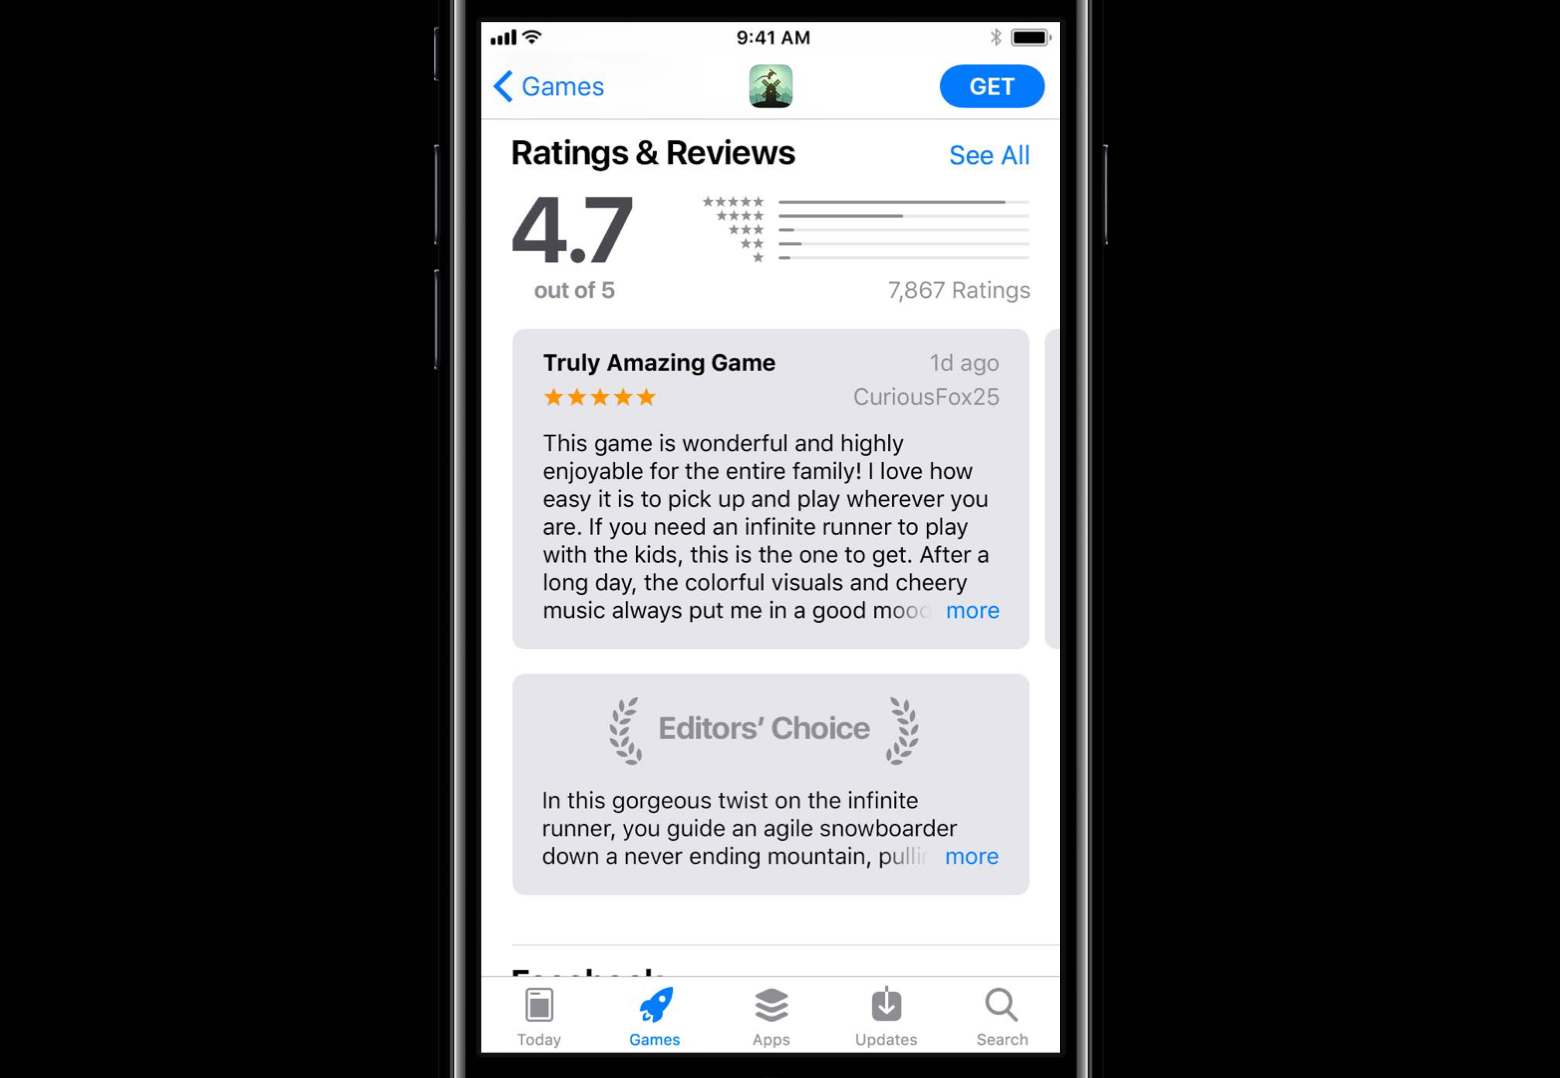 9:41 AM
Games
GET
Ratings & Reviews
See All
4.7
out of 5
7,867 Ratings
Truly Amazing Game
1d ago
CuriousFox25
This game is wonderful and highly
enjoyable for the entire family! I love how
easy it is to pick up and play wherever you
are. If you need an infinite runner to play
with the kids, this is the one to get. After a
long day, the colorful visuals and cheery
music always put me in a good mood
more
Editors’ Choice
In this gorgeous twist on the infinite
runner, you guide an agile snowboarder
down a never ending mountain,
more
Today
Games
Apps
Updates
Search